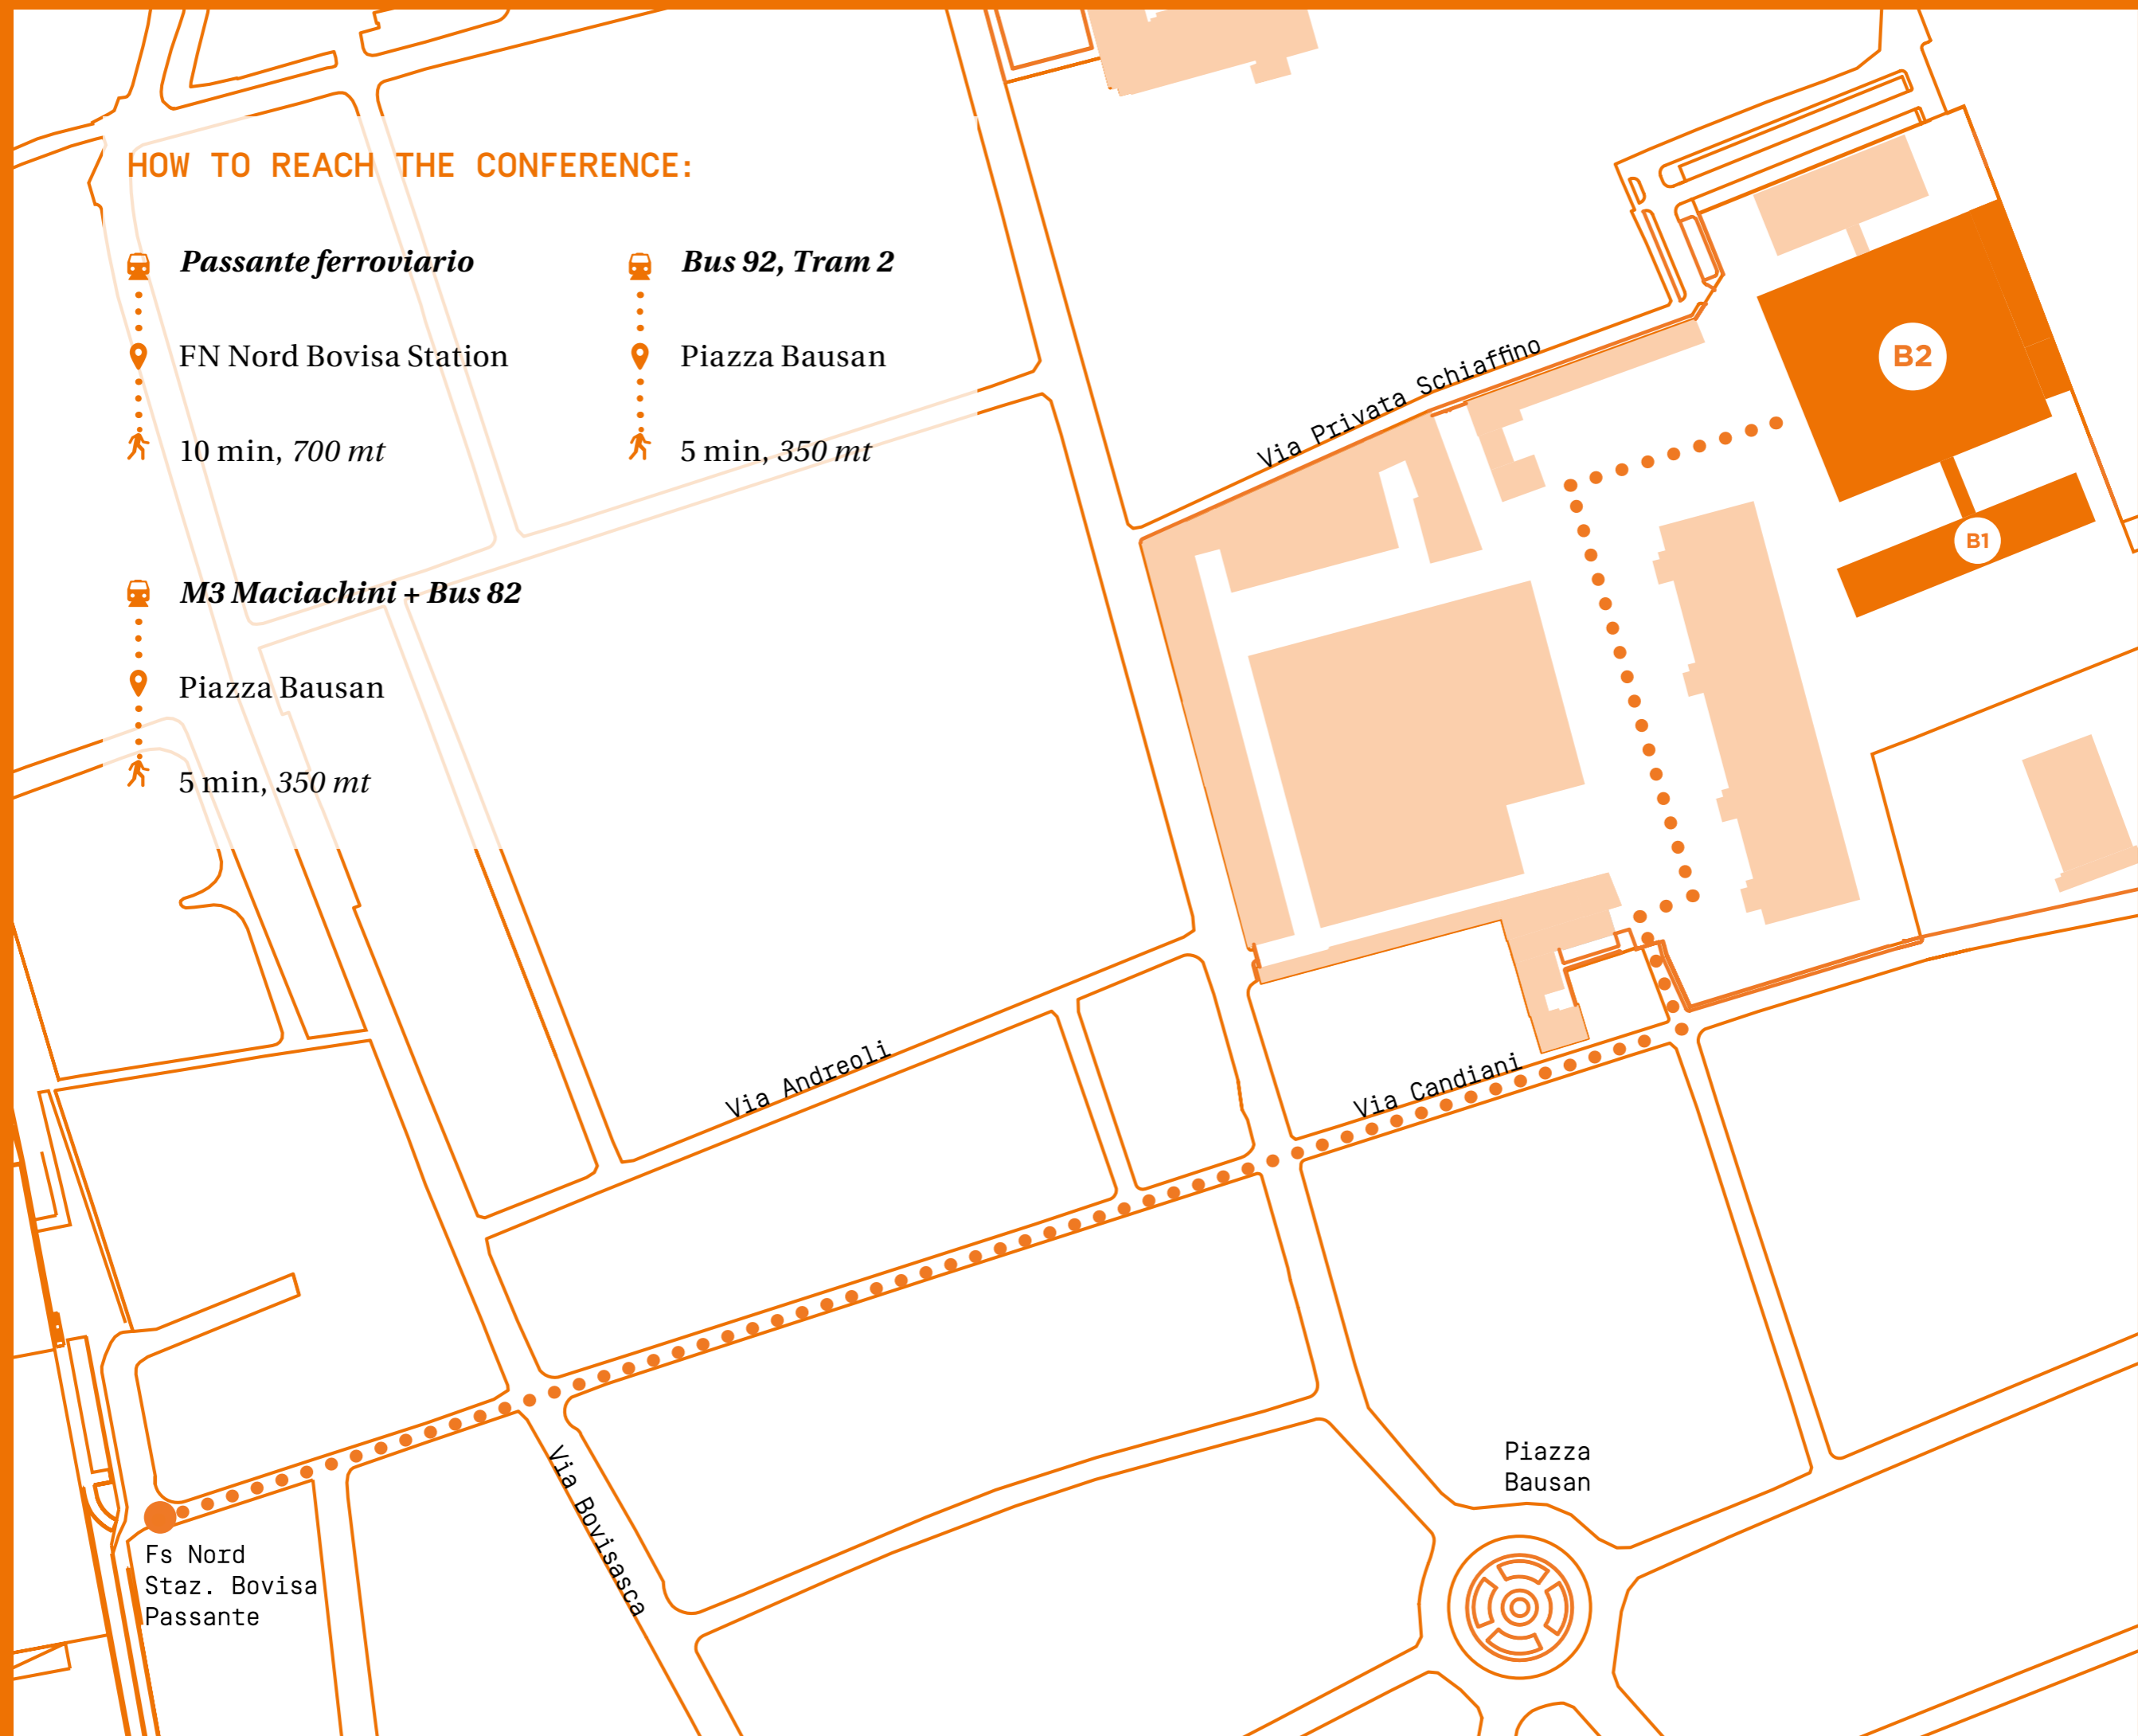 HOW TO REACH THE CONFERENCE:
Passante ferroviario
FN Nord Bovisa Station
10 min, 700 mt
Bus 92, Tram 2
Piazza Bausan
5 min, 350 mt
M3 Maciachini + Bus 82
Piazza Bausan
5 min, 350 mt
Via Privata Schiaffino
B2
B1
Via Andreoli
Via Candiani
Via Bovisasca
Piazza
Bausan
Fs Nord
Staz. Bovisa
Passante